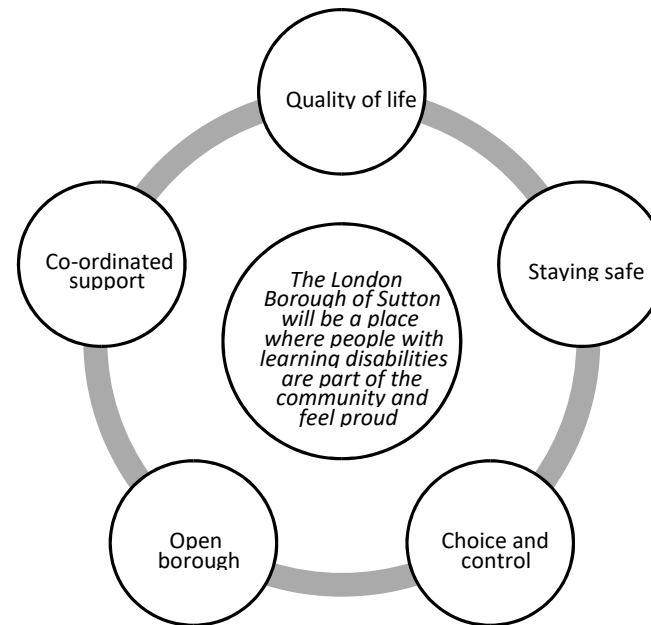 Quality of life
Co-ordinated
support
Staying safe
The London
Borough of Sutton
will be a place
where people with
learning disabilities
are part of the
community and
feel proud
Open
borough
Choice and
control